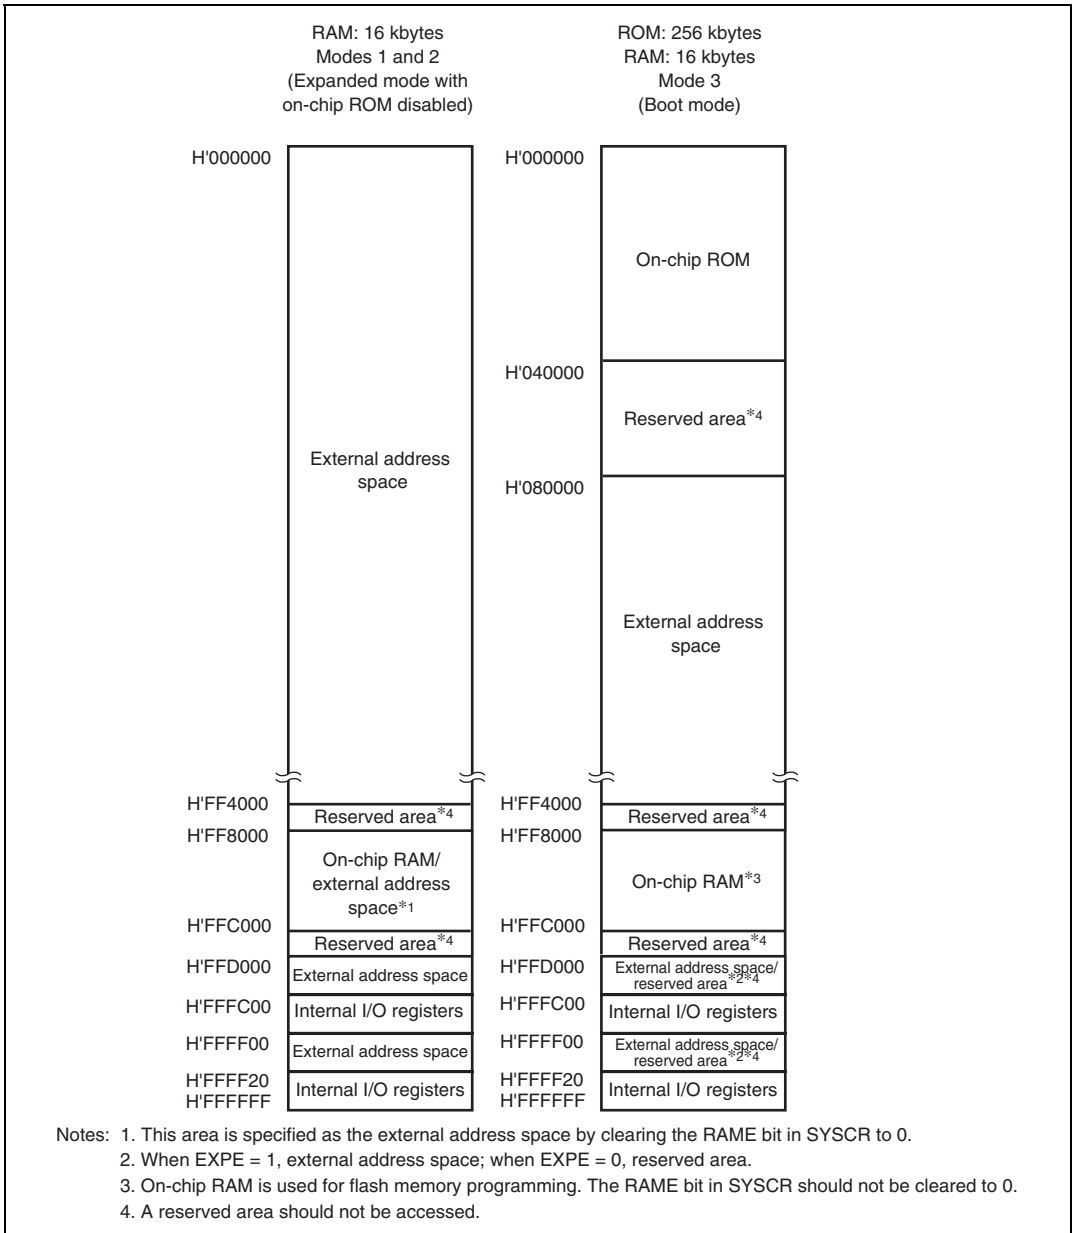 RAM: 16 kbytes
Modes 1 and 2
(Expanded mode with
on-chip ROM disabled)
H'000000
External address
space
H'FF4000
Reserved area*4
H'FF8000
On-chip RAM/
external address
space*1
H'FFC000
Reserved area*4
H'FFD000
External address space
H'FFFC00
Internal I/O registers
H'FFFF00
External address space
H'FFFF20
Internal I/O registers
H'FFFFFF
ROM: 256 kbytes
RAM: 16 kbytes
Mode 3
(Boot mode)
H'000000
On-chip ROM
H'040000
Reserved area*4
H'080000
External address
space
H'FF4000
Reserved area*4
H'FF8000
On-chip RAM*3
H'FFC000
Reserved area*4
H'FFD000
External address space/
reserved area*2*4
H'FFFC00
Internal I/O registers
H'FFFF00
External address space/
reserved area*2*4
H'FFFF20
Internal I/O registers
H'FFFFFF
Notes: 1. This area is specified as the external address space by clearing the RAME bit in SYSCR to 0.
2. When EXPE = 1, external address space; when EXPE = 0, reserved area.
3. On-chip RAM is used for flash memory programming. The RAME bit in SYSCR should not be cleared to 0.
4. A reserved area should not be accessed.